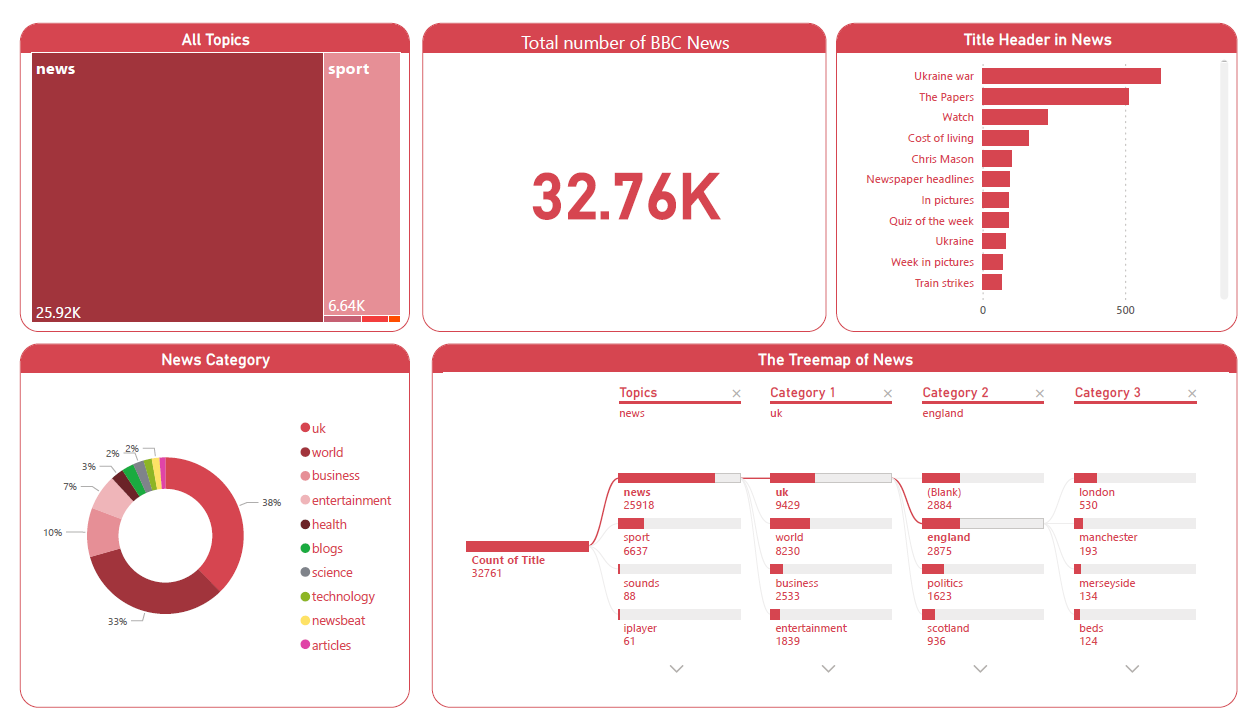 All Topics
news
sport
25.92K
6.64K
Total number of BBC News
32.76K
Title Header in News
Ukraine war
The Papers
Watch
Cost of living
Chris Mason
Newspaper headlines
In pictures
Quiz of the week
Ukraine
Week in pictures
Train strikes
0 500
News Category
2%
2%
3%
7%
10%
33%
38%
uk
world
business
entertainment
health
blogs
science
technology
newsbeat
articles
The Treemap of News
Topics
news
Category 1
uk
Category 2
england
Category 3
Count of Title
32761
news
25918
sport
6637
sounds
88
iplayer
61
uk
9429
world
8230
business
2533
entertainment
1839
(Blank)
2884
england
2875
politics
1623
scotland
936
london
530
manchester
193
merseyside
134
beds
124